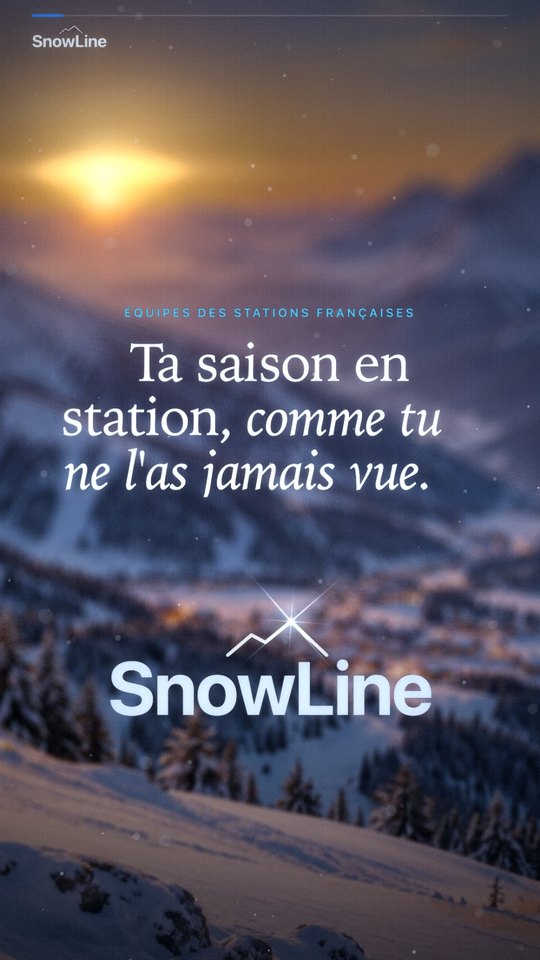 SnowLine
ÉQUIPES DES STATIONS FRANÇAISES
Ta saison en
station, comme tu
ne l'as jamais vue.
SnowLine